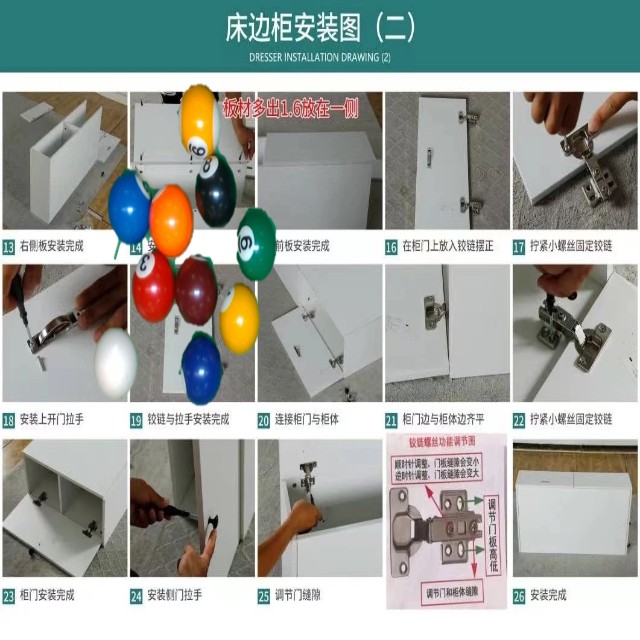 床边柜安装图（二）
DRESSER INSTALLATION DRAWING (2)
板材多出1.6放在一侧
13 右侧板安装完成
14 安
前板安装完成
16 在柜门上放入铰链摆正
17 拧紧小螺丝固定铰链
18 安装上开门拉手
19 铰链与拉手安装完成
20 连接柜门与柜体
21 柜门边与柜体边齐平
22 拧紧小螺丝固定铰链
铰链螺丝功能调节图
顺时针调整，门板缝隙会变小
逆时针调整，门板缝隙会变大
调节门板高低
调节门和柜体缝隙
23 柜门安装完成
24 安装侧门拉手
25 调节门缝隙
26 安装完成
6
3